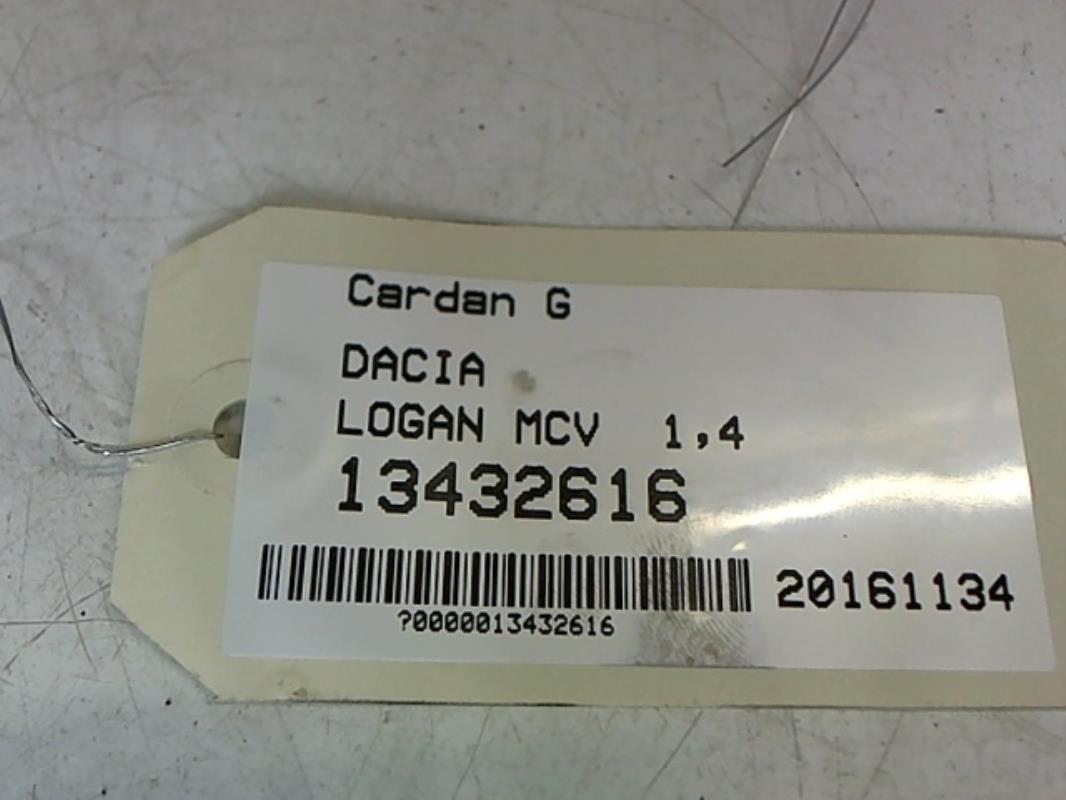 Cardan G
DACIA
LOGAN MCV 1,4
13432616
20161134
?0000013432616